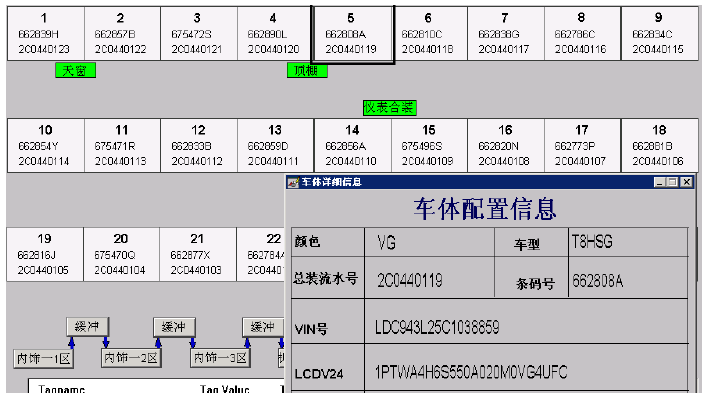 1 2 3 4 5 6 7 8 9
662839H 662857B 675472S 662890L 662808A 662810C 662838G 662786C 662834C
2C0440123 2C0440122 2C0440121 2C0440120 2C0440119 2C0440118 2C0440117 2C0440116 2C0440115
天窗 顶棚
仪表合装
10 11 12 13 14 15 16 17 18
662854Y 675471R 662833B 662859D 662856A 675496S 662820N 662773P 662881B
2C0440114 2C0440113 2C0440112 2C0440111 2C0440110 2C0440109 2C0440108 2C0440107 2C0440106
车体详细信息
车体配置信息
19 20 21 22
662816J 675470Q 662877X 662784
2C0440105 2C0440104 2C0440103 2C0440
颜色 VG 车型 T8HSG
总装流水号 2C0440119 条码号 662808A
VIN号 LDC943L25C1038859
LCDV24 1PTWA4H6S550A020M0VG4UFC
缓冲 缓冲 缓冲
内饰一1区 内饰一2区 内饰一3区
Tagname Tag Value